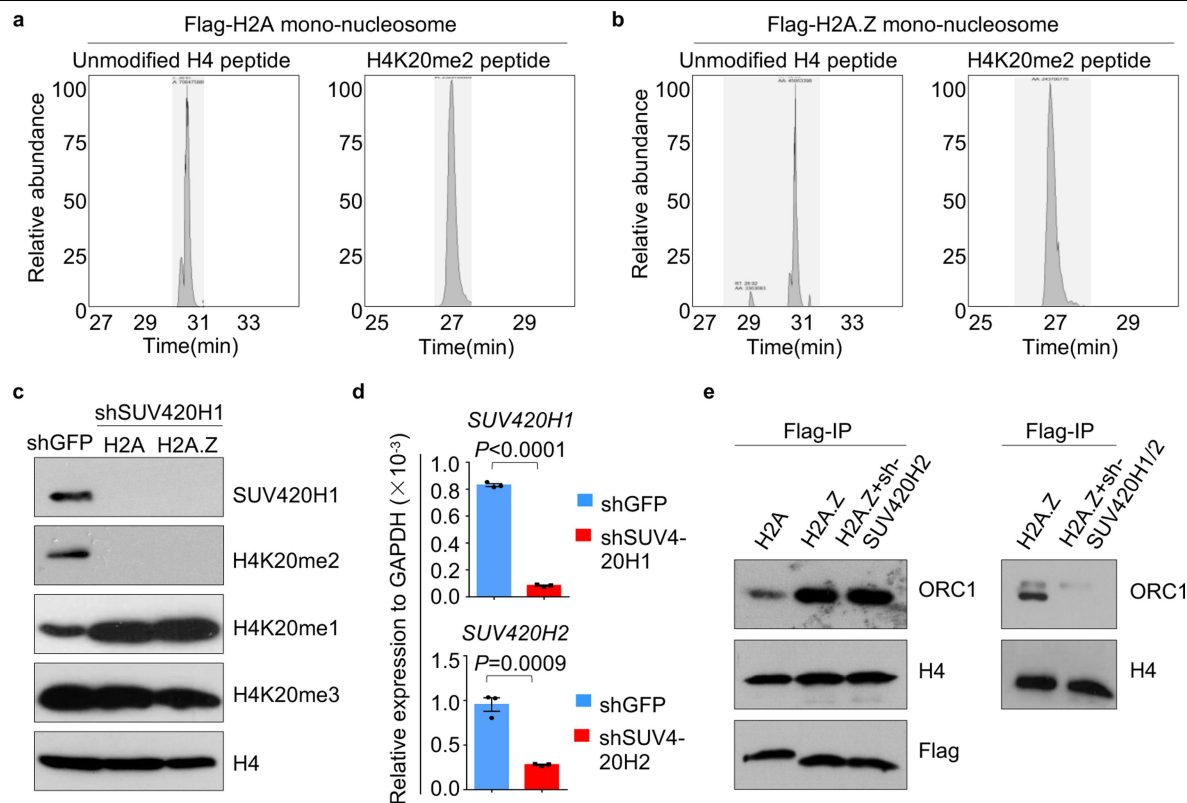 a
Flag-H2A mono-nucleosome
Unmodified H4 peptide
H4K20me2 peptide
Relative abundance
100
75
50
25
0
27 29 31 33
Time(min)
100
75
50
25
0
25 27 29
Time(min)
b
Flag-H2A.Z mono-nucleosome
Unmodified H4 peptide
H4K20me2 peptide
Relative abundance
100
75
50
25
0
27 29 31 33
Time(min)
100
75
50
25
0
25 27 29
Time(min)
c
shSUV420H1
shGFP H2A H2A.Z
SUV420H1
H4K20me2
H4K20me1
H4K20me3
H4
d
Relative expression to GAPDH (×10⁻³)
SUV420H1
P<0.0001
1.0
0.8
0.6
0.4
0.2
0.0
shGFP
shSUV4-
20H1
SUV420H2
P=0.0009
1.5
1.0
0.5
0.0
shGFP
shSUV4-
20H2
e
Flag-IP
H2A
H2A.Z
H2A.Z+sh-
SUV420H2
ORC1
H4
Flag
Flag-IP
H2A.Z
H2A.Z+sh-
SUV420H1/2
ORC1
H4